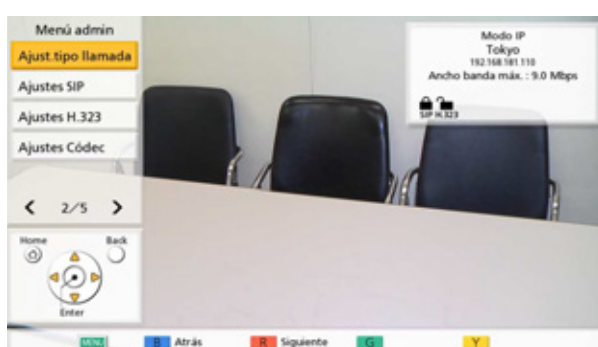 Menú admin
Ajust.tipo llamada
Ajustes SIP
Ajustes H.323
Ajustes Códec
2/5
Home
Back
Enter
Modo IP
Tokyo
192.168.181.110
Ancho banda máx. : 9.0 Mbps
SIP H.323
MENU
B Atrás
R Siguiente
G
Y